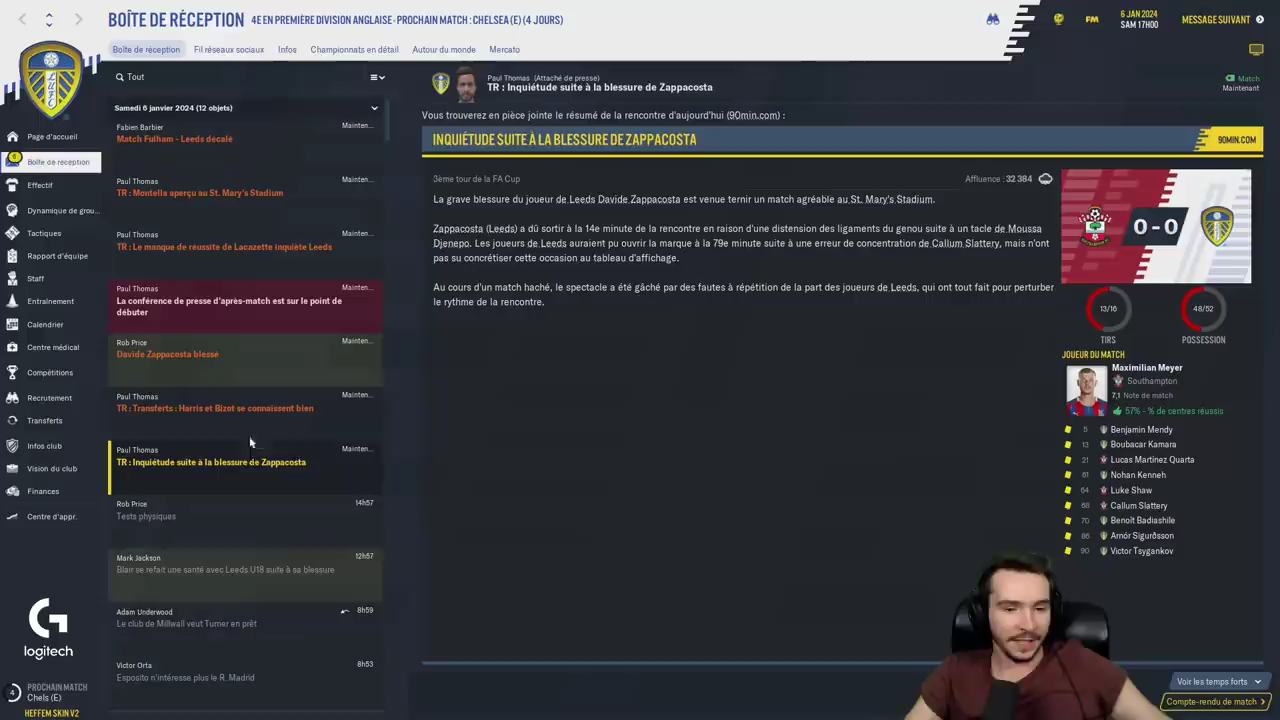 BOÎTE DE RÉCEPTION
4E EN PREMIÈRE DIVISION ANGLAISE - PROCHAIN MATCH : CHELSEA (E) (4 JOURS)
FM
6 JAN 2024
SAM 17H00
MESSAGE SUIVANT
Boîte de réception
Fil réseaux sociaux
Infos
Championnats en détail
Autour du monde
Mercato
Page d'accueil
6
Boîte de réception
Effectif
Dynamique de grou...
Tactiques
Rapport d'équipe
Staff
Entraînement
Calendrier
Centre médical
Compétitions
Recrutement
Transferts
Infos club
Vision du club
Finances
Centre d'appr.
logitech
4
PROCHAIN MATCH
Chels (E)
HEFFEM SKIN V2
Tout
Samedi 6 janvier 2024 (12 objets)
Fabien Barbier
Mainten...
Match Fulham - Leeds décalé
Paul Thomas
Mainten...
TR : Montella aperçu au St. Mary's Stadium
Paul Thomas
Mainten...
TR : Le manque de réussite de Lacazette inquiète Leeds
Paul Thomas
Mainten...
La conférence de presse d'après-match est sur le point de
débuter
Rob Price
Mainten...
Davide Zappacosta blessé
Paul Thomas
Mainten...
TR : Transferts : Harris et Bizot se connaissent bien
Paul Thomas
Mainten...
TR : Inquiétude suite à la blessure de Zappacosta
Rob Price
14h57
Tests physiques
Mark Jackson
12h57
Blair se refait une santé avec Leeds U18 suite à sa blessure
Adam Underwood
8h59
Le club de Millwall veut Turner en prêt
Victor Orta
8h53
Esposito n'intéresse plus le R. Madrid
Paul Thomas (Attaché de presse)
TR : Inquiétude suite à la blessure de Zappacosta
Match
Maintenant
Vous trouverez en pièce jointe le résumé de la rencontre d'aujourd'hui (90min.com) :
INQUIÉTUDE SUITE À LA BLESSURE DE ZAPPACOSTA
90MIN.COM
3ème tour de la FA Cup
Affluence : 32 384
La grave blessure du joueur de Leeds Davide Zappacosta est venue ternir un match agréable au St. Mary's Stadium.
Zappacosta (Leeds) a dû sortir à la 14e minute de la rencontre en raison d'une distension des ligaments du genou suite à un tacle de Moussa
Djenepo. Les joueurs de Leeds auraient pu ouvrir la marque à la 79e minute suite à une erreur de concentration de Callum Slattery, mais n'ont
pas su concrétiser cette occasion au tableau d'affichage.
Au cours d'un match haché, le spectacle a été gâché par des fautes à répétition de la part des joueurs de Leeds, qui ont tout fait pour perturber
le rythme de la rencontre.
0-0
13/16
48/52
TIRS
POSSESSION
JOUEUR DU MATCH
Maximilian Meyer
Southampton
7,1 Note de match
57% - % de centres réussis
5 Benjamin Mendy
13 Boubacar Kamara
21 Lucas Martínez Quarta
61 Nohan Kenneh
64 Luke Shaw
68 Callum Slattery
70 Benoît Badiashile
86 Arnór Sigurðsson
90 Victor Tsygankov
Voir les temps forts
Compte-rendu de match